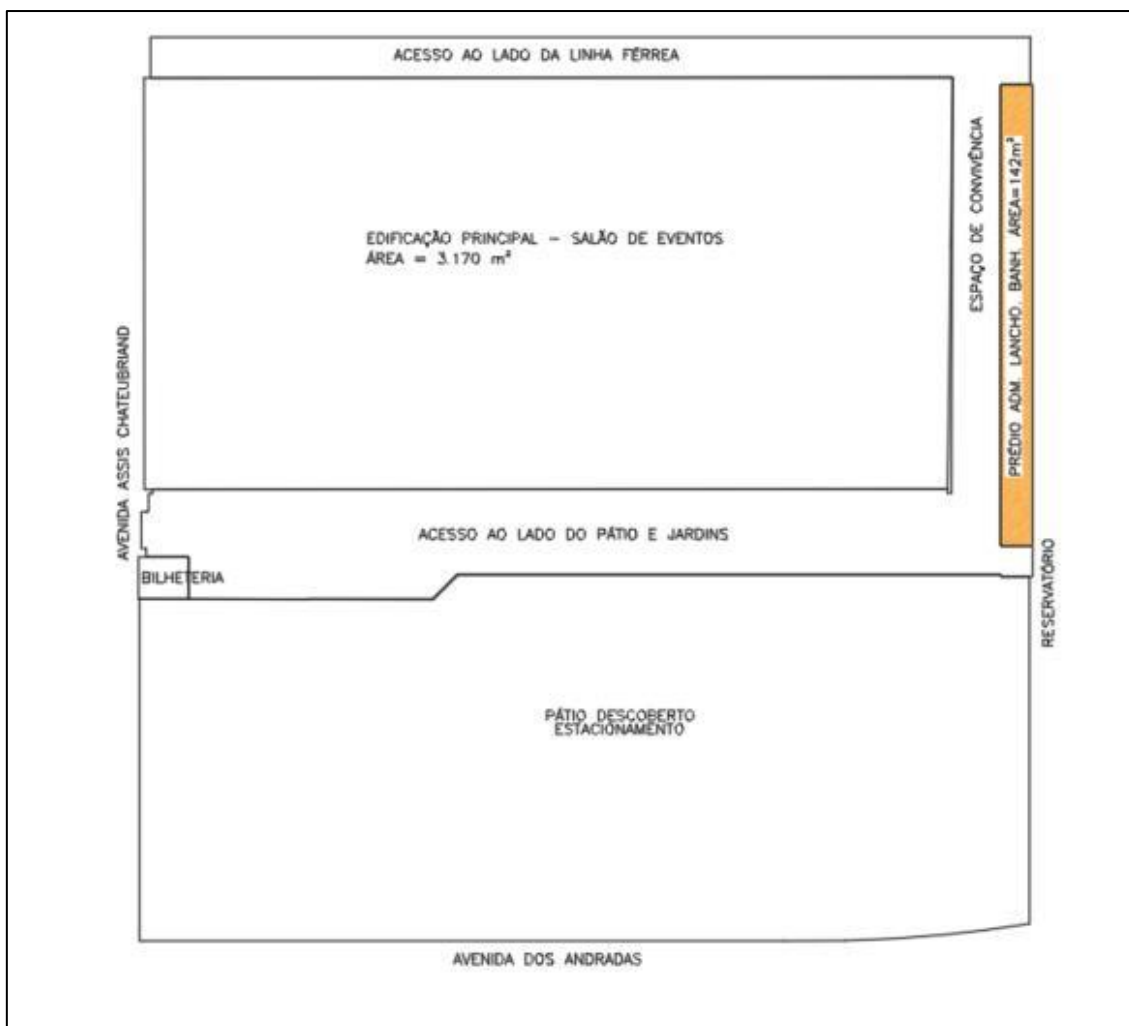 ACESSO AO LADO DA LINHA FÉRREA
EDIFICAÇÃO PRINCIPAL - SALÃO DE EVENTOS
ÁREA = 3.170 m²
ESPAÇO DE CONVIVÊNCIA
PRÉDIO ADM. LANCHO. BANH. ÁREA=142m²
AVENIDA ASSIS CHATEUBRIAND
ACESSO AO LADO DO PÁTIO E JARDINS
BILHETERIA
RESERVATÓRIO
PÁTIO DESCOBERTO
ESTACIONAMENTO
AVENIDA DOS ANDRADAS